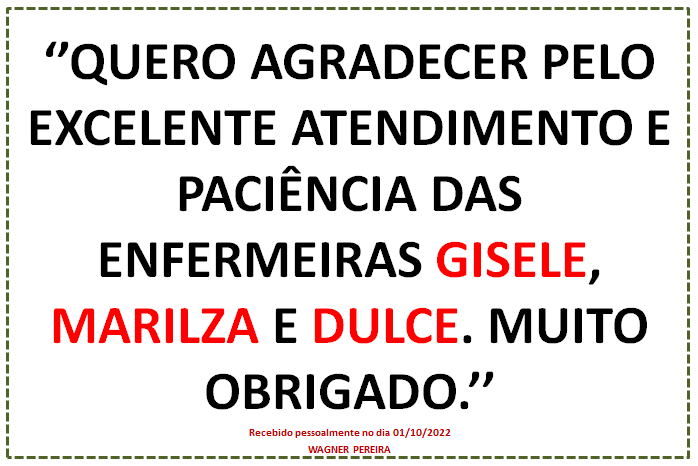 ‘’QUERO AGRADECER PELO
EXCELENTE ATENDIMENTO E
PACIÊNCIA DAS
ENFERMEIRAS GISELE,
MARILZA E DULCE. MUITO
OBRIGADO.’’
Recebido pessoalmente no dia 01/10/2022
WAGNER PEREIRA